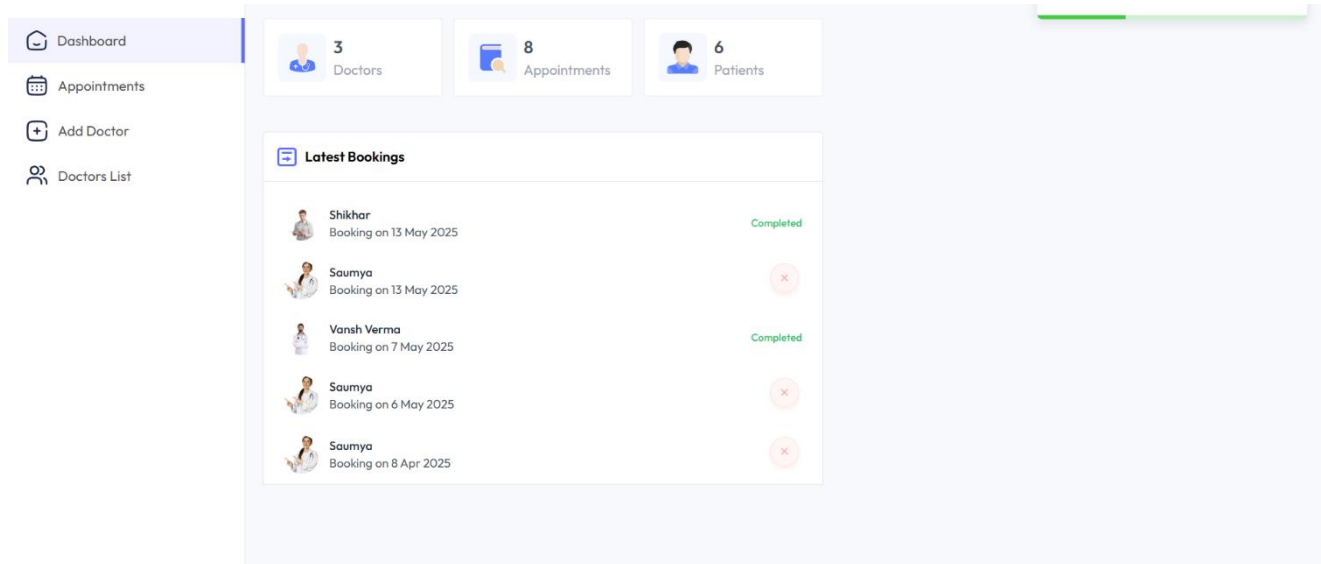 Dashboard
Appointments
Add Doctor
Doctors List
3
Doctors
8
Appointments
6
Patients
Latest Bookings
Shikhar
Booking on 13 May 2025
Completed
Saumya
Booking on 13 May 2025
Vansh Verma
Booking on 7 May 2025
Completed
Saumya
Booking on 6 May 2025
Saumya
Booking on 8 Apr 2025